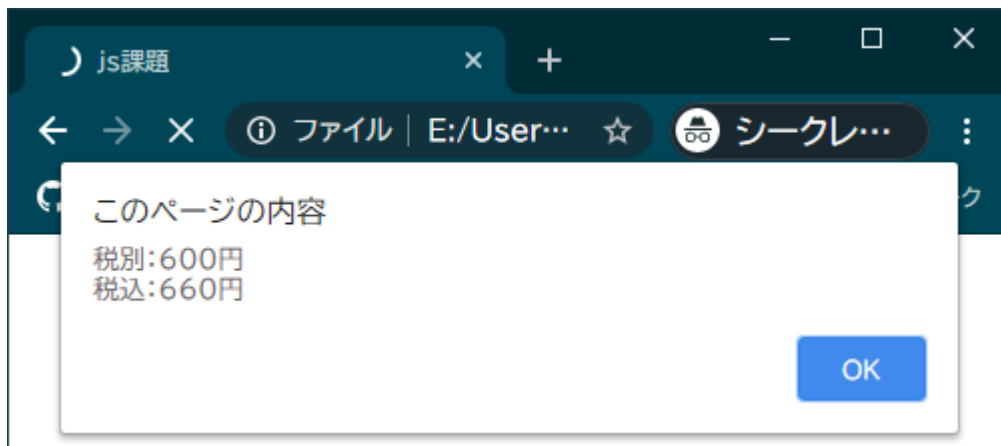 js課題
ファイル E:/User…
シークレ…
ク
このページの内容
税別:600円
税込:660円
OK